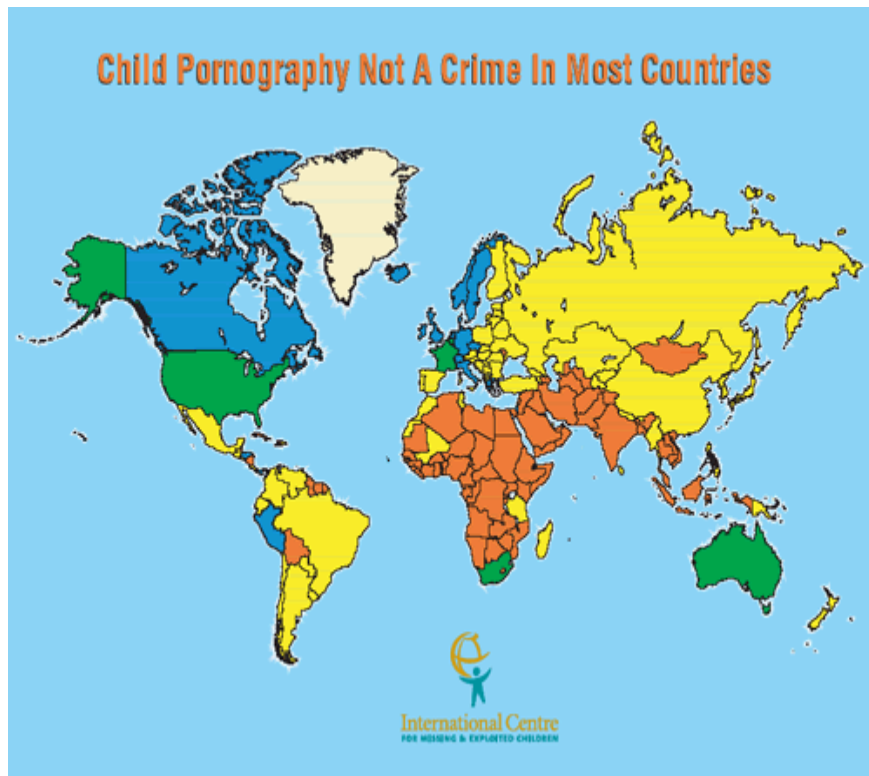 Child Pornography Not A Crime In Most Countries
International Centre
FOR MISSING & EXPLOITED CHILDREN